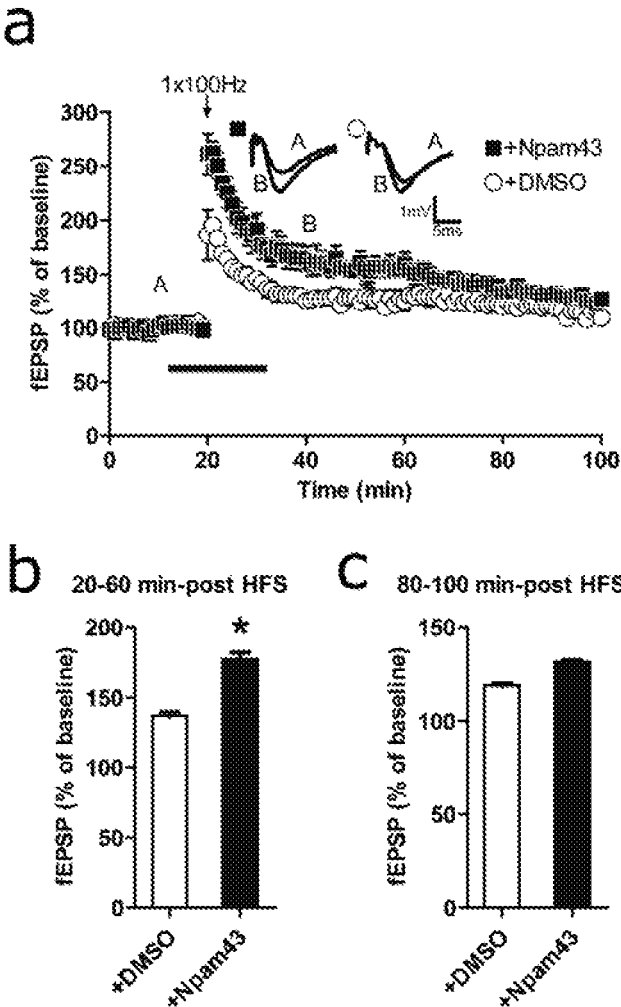 a
1x100Hz
300
250
200
150
100
50
0
fEPSP (% of baseline)
A
B
A
B
A
B
+Npam43
+DMSO
1mV
5ms
0
20
40
60
80
100
Time (min)
b
20-60 min-post HFS
200
150
100
50
0
fEPSP (% of baseline)
*
+DMSO
+Npam43
c
80-100 min-post HFS
150
100
50
0
fEPSP (% of baseline)
+DMSO
+Npam43